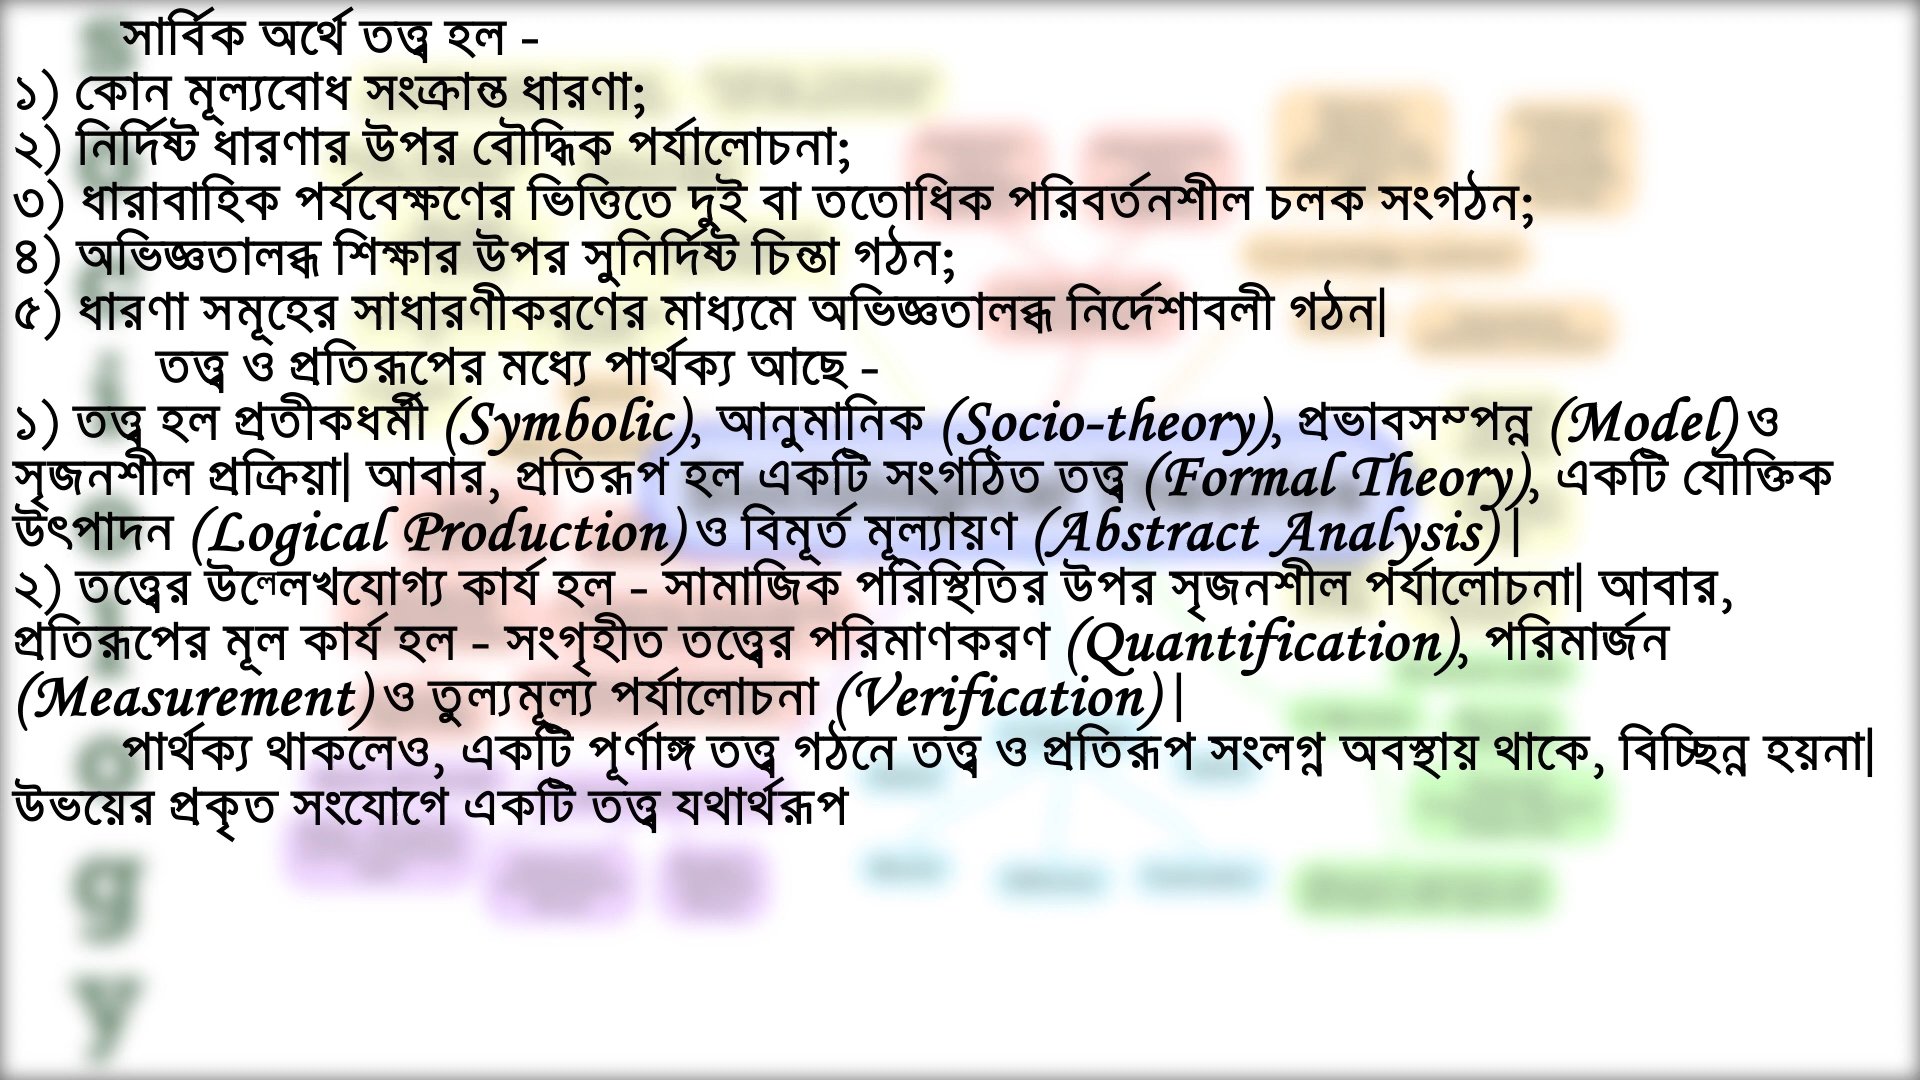 সার্বিক অর্থে তত্ত্ব হল -
১) কোন মূল্যবোধ সংক্রান্ত ধারণা;
২) নির্দিষ্ট ধারণার উপর বৌদ্ধিক পর্যালোচনা;
৩) ধারাবাহিক পর্যবেক্ষণের ভিত্তিতে দুই বা ততোধিক পরিবর্তনশীল চলক সংগঠন;
৪) অভিজ্ঞতালব্ধ শিক্ষার উপর সুনির্দিষ্ট চিন্তা গঠন;
৫) ধারণা সমূহের সাধারণীকরণের মাধ্যমে অভিজ্ঞতালব্ধ নির্দেশাবলী গঠন|
তত্ত্ব ও প্রতিরূপের মধ্যে পার্থক্য আছে -
১) তত্ত্ব হল প্রতীকধর্মী (Symbolic), আনুমানিক (Socio-theory), প্রভাবসম্পন্ন (Model) ও
সৃজনশীল প্রক্রিয়া| আবার, প্রতিরূপ হল একটি সংগঠিত তত্ত্ব (Formal Theory), একটি যৌক্তিক
উৎপাদন (Logical Production) ও বিমূর্ত মূল্যায়ণ (Abstract Analysis)|
২) তত্ত্বের উলেলখযোগ্য কার্য হল - সামাজিক পরিস্থিতির উপর সৃজনশীল পর্যালোচনা| আবার,
প্রতিরূপের মূল কার্য হল - সংগৃহীত তত্ত্বের পরিমাণকরণ (Quantification), পরিমার্জন
(Measurement) ও তুল্যমূল্য পর্যালোচনা (Verification)|
পার্থক্য থাকলেও, একটি পূর্ণাঙ্গ তত্ত্ব গঠনে তত্ত্ব ও প্রতিরূপ সংলগ্ন অবস্থায় থাকে, বিচ্ছিন্ন হয়না|
উভয়ের প্রকৃত সংযোগে একটি তত্ত্ব যথার্থরূপ